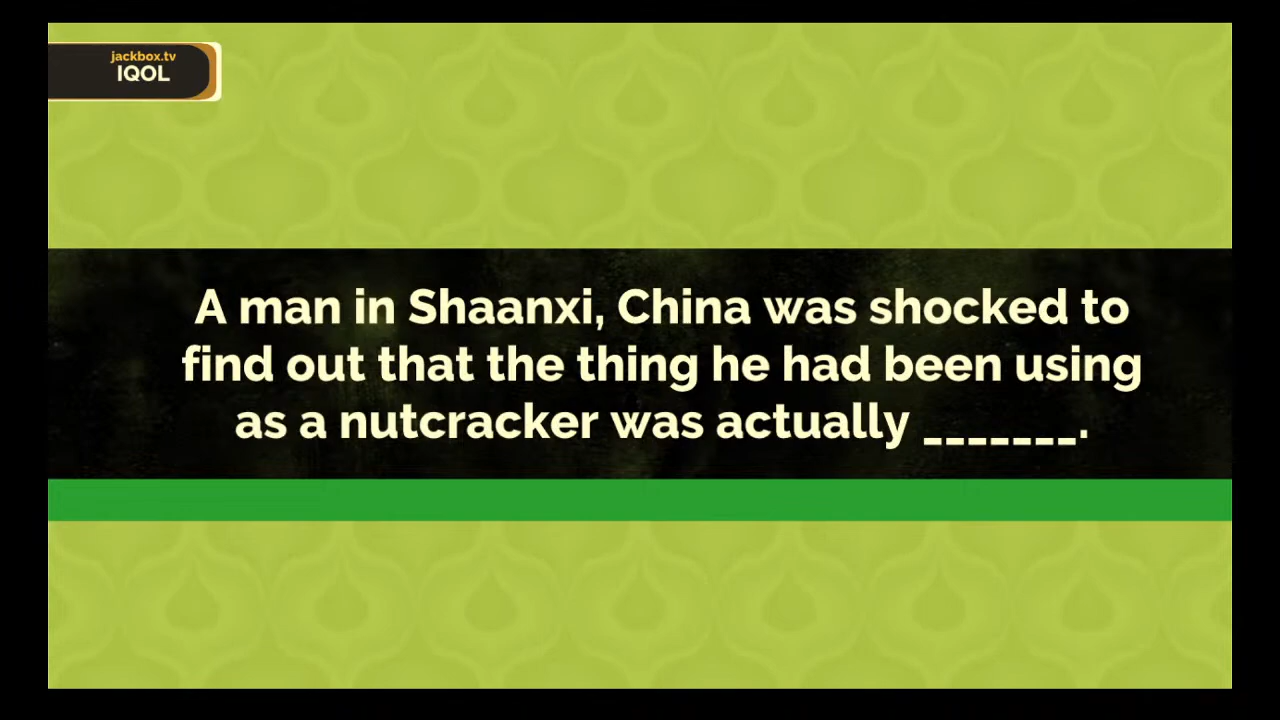 jackbox.tv
IQOL
A man in Shaanxi, China was shocked to
find out that the thing he had been using
as a nutcracker was actually _______.